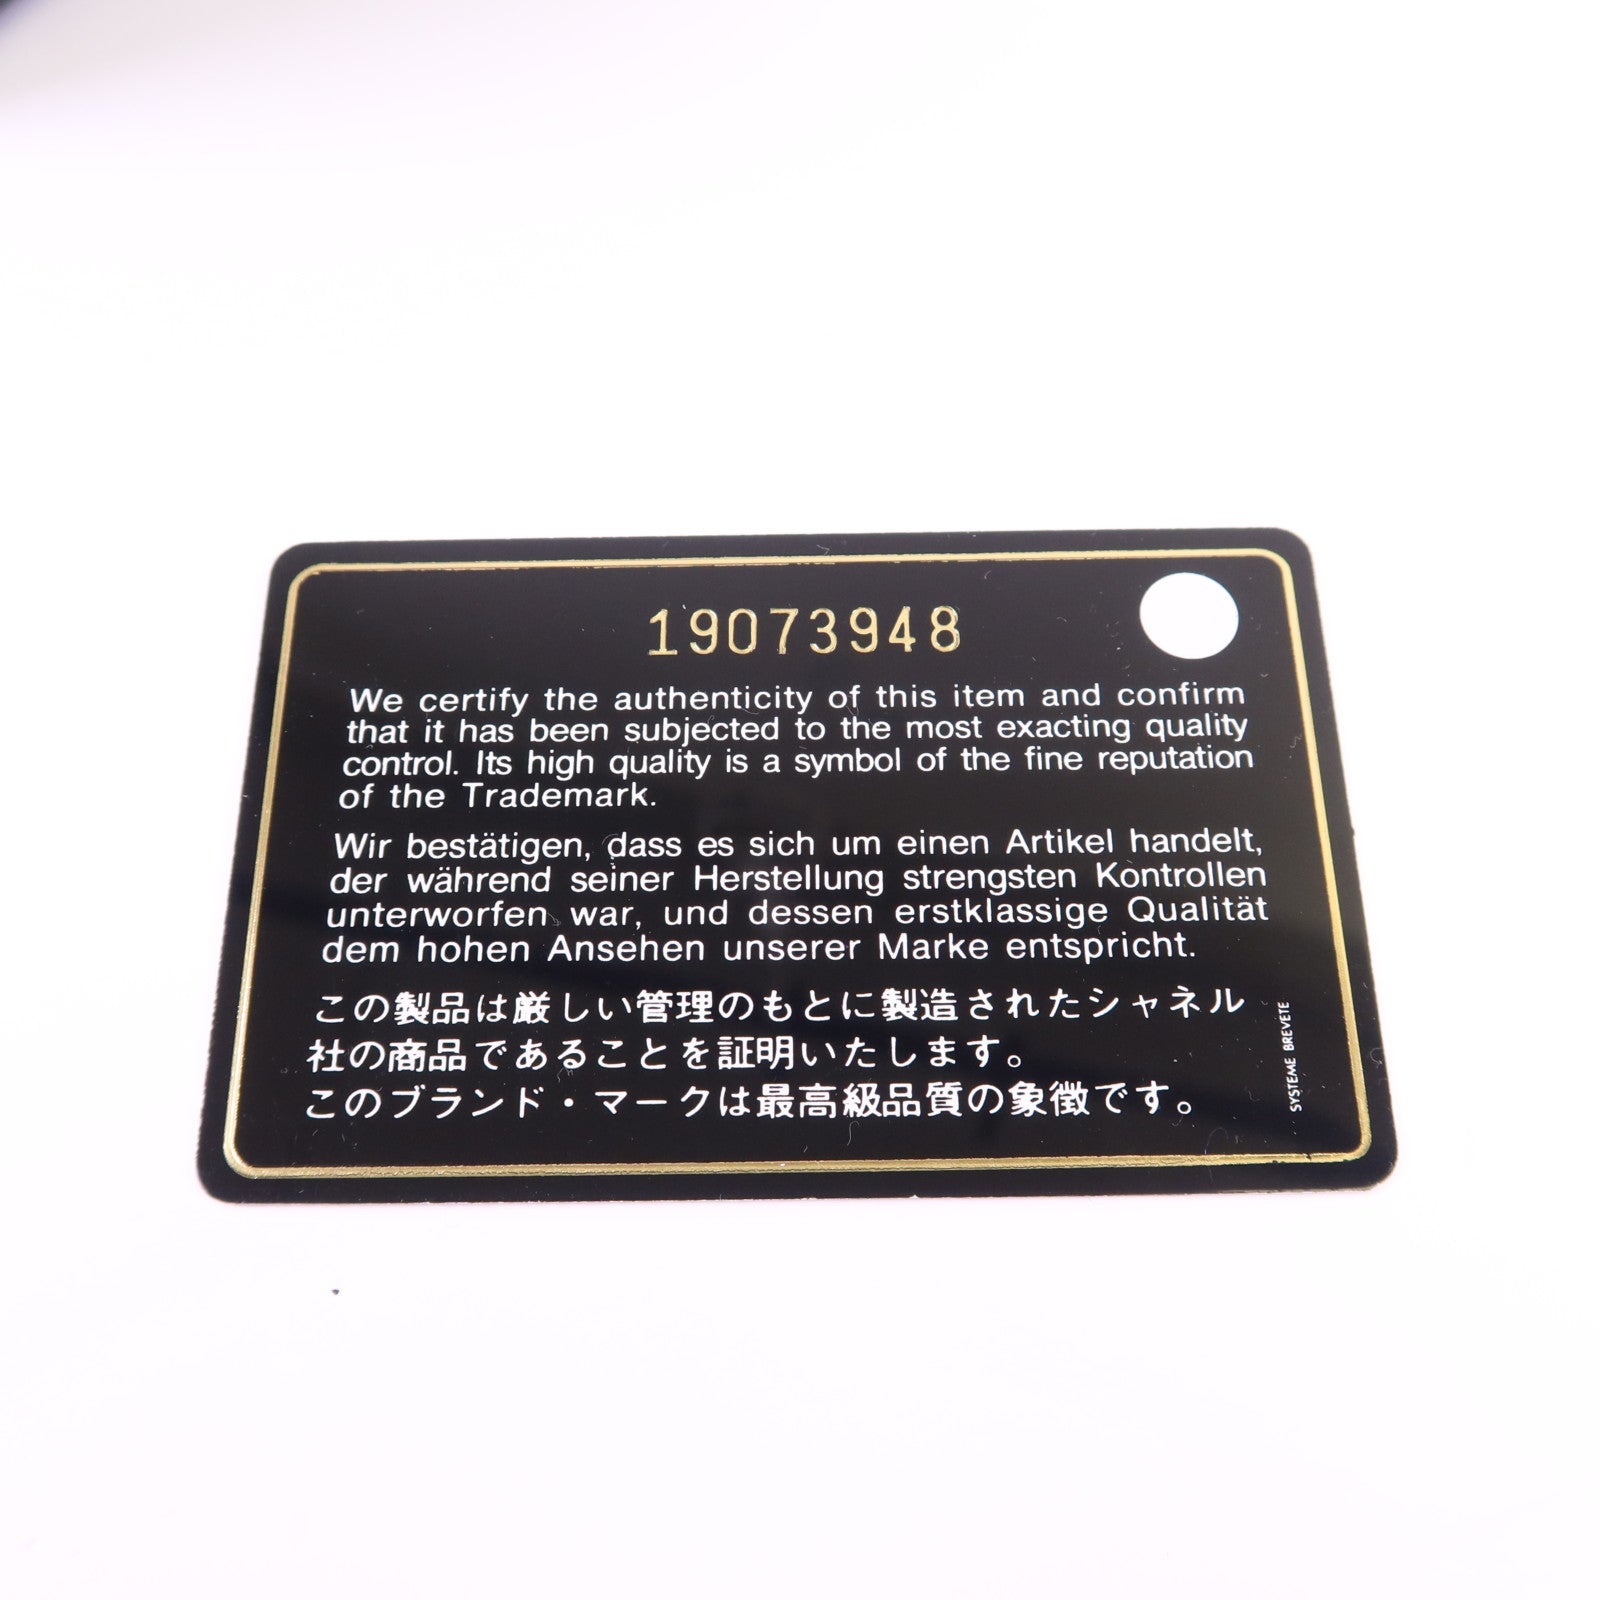 19073948
We certify the authenticity of this item and confirm
that it has been subjected to the most exacting quality
control. Its high quality is a symbol of the fine reputation
of the Trademark.
Wir bestätigen, dass es sich um einen Artikel handelt,
der während seiner Herstellung strengsten Kontrollen
unterworfen war, und dessen erstklassige Qualität
dem hohen Ansehen unserer Marke entspricht.
この製品は厳しい管理のもとに製造されたシャネル
社の商品であることを証明いたします。
このブランド・マークは最高級品質の象徴です。
SYSTEME BREVETE